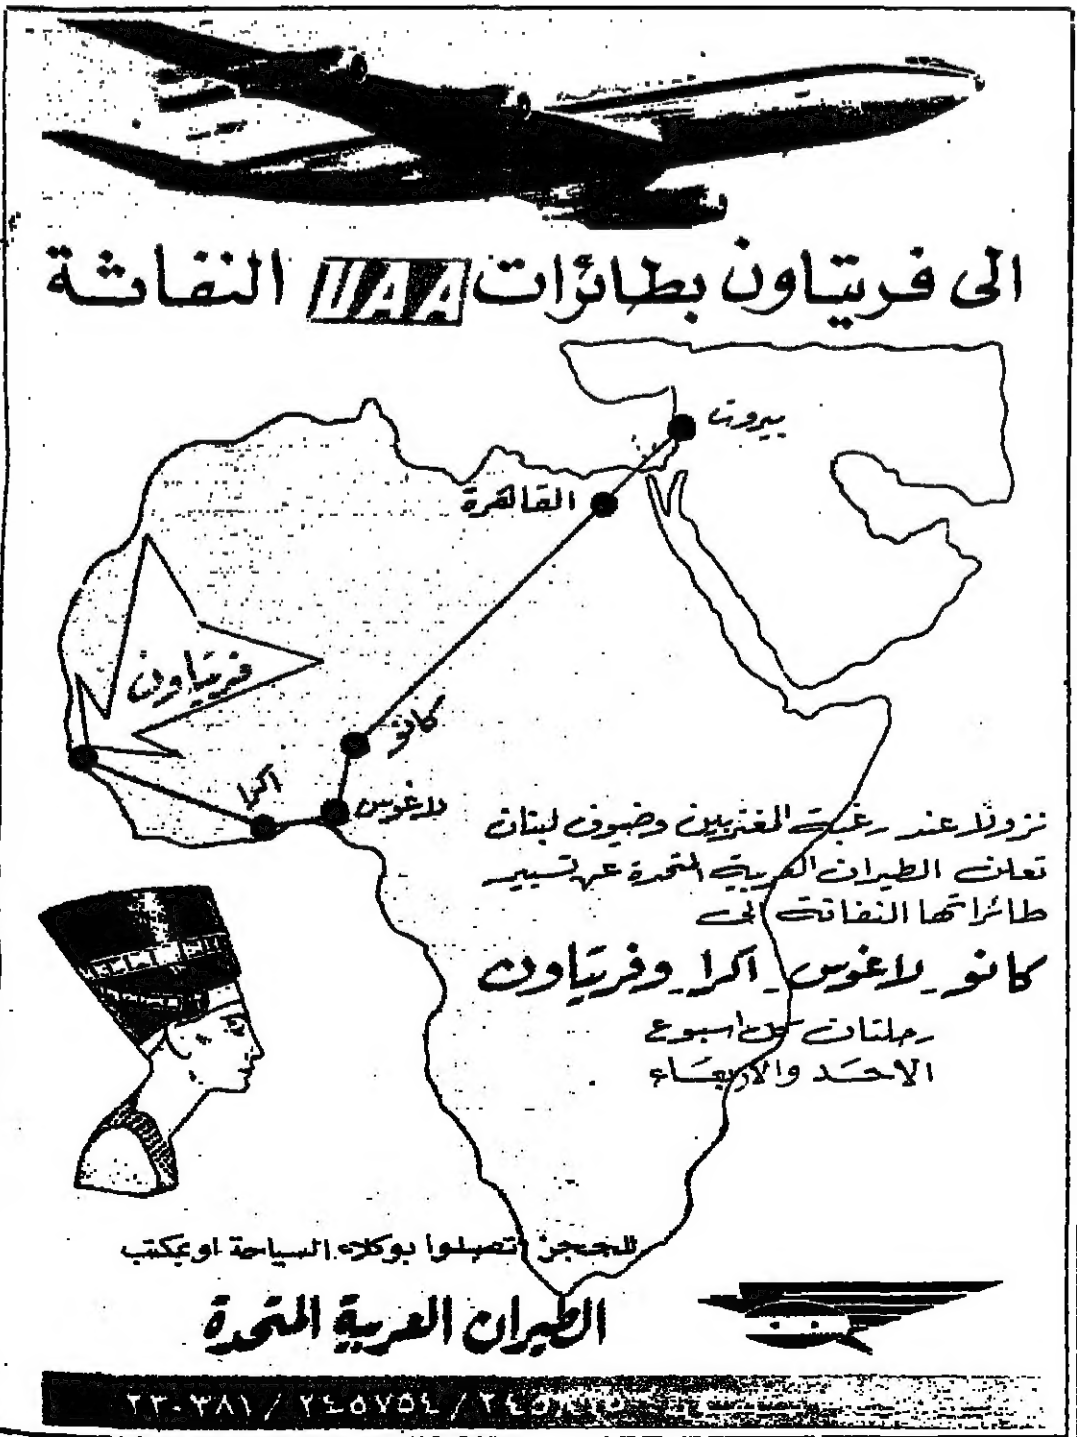 الى فريتاون بطائرات UAA النفاثة
بيروت
القاهرة
فريتاون
كانو
اكرا
لاغوس
نزولاً عند رغبة المغتربين وضيوف لبنان
تعلن الطيران العربية المتحدة عن تسيير
طائراتها النفاثة الى
كانو _ لاغوس _ اكرا _ وفريتاون
رحلتان كل اسبوع
الاحد والاربعاء
للحجز اتصلوا بوكلاء السياحة او بمكتب
الطيران العربية المتحدة
٢٣٠٣٨١ / ٢٤٥٧٥٤ /